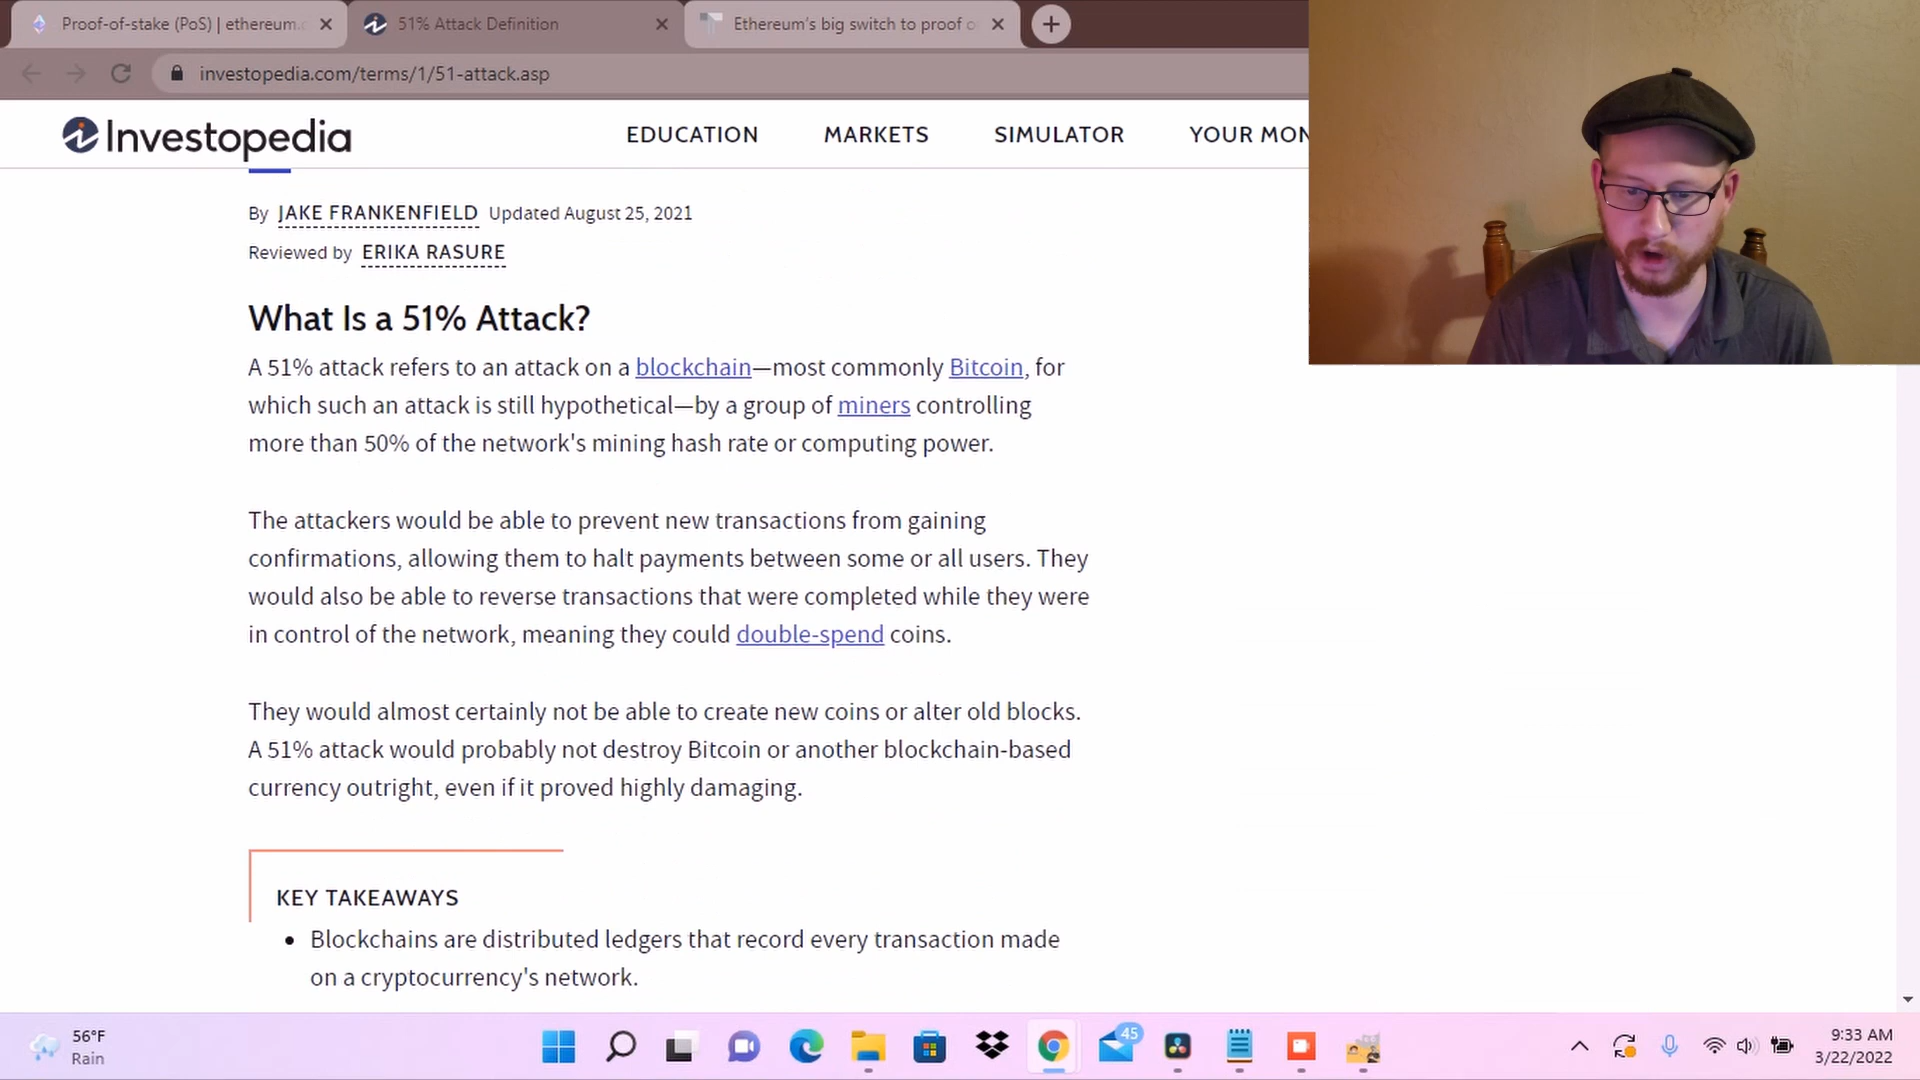 Proof-of-stake (PoS) | ethereum.
51% Attack Definition
Ethereum's big switch to proof o
investopedia.com/terms/1/51-attack.asp
Investopedia
EDUCATION
MARKETS
SIMULATOR
YOUR MON
By JAKE FRANKENFIELD Updated August 25, 2021
Reviewed by ERIKA RASURE
What Is a 51% Attack?
A 51% attack refers to an attack on a blockchain—most commonly Bitcoin, for
which such an attack is still hypothetical—by a group of miners controlling
more than 50% of the network's mining hash rate or computing power.
The attackers would be able to prevent new transactions from gaining
confirmations, allowing them to halt payments between some or all users. They
would also be able to reverse transactions that were completed while they were
in control of the network, meaning they could double-spend coins.
They would almost certainly not be able to create new coins or alter old blocks.
A 51% attack would probably not destroy Bitcoin or another blockchain-based
currency outright, even if it proved highly damaging.
KEY TAKEAWAYS
• Blockchains are distributed ledgers that record every transaction made
on a cryptocurrency's network.
56°F
Rain
45
9:33 AM
3/22/2022